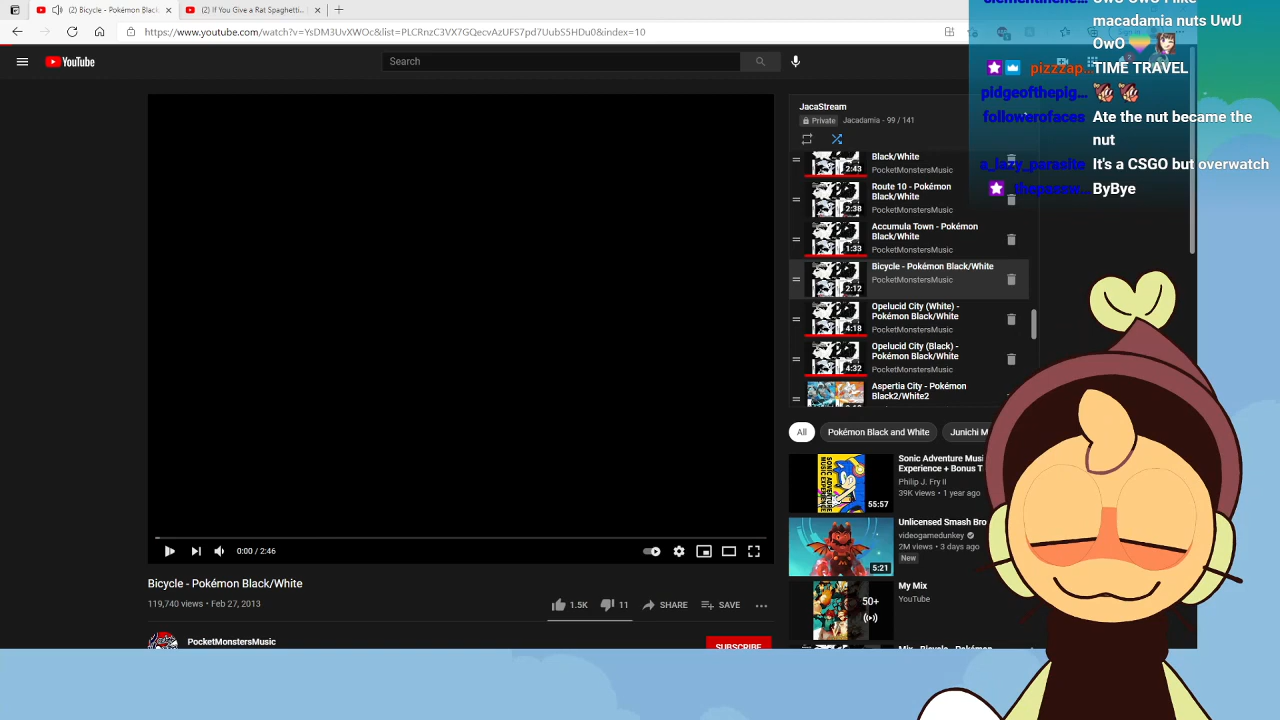 (2) Bicycle - Pokémon Blac
(2) If You Give a Rat Spaghetti...
https://www.youtube.com/watch?v=YsDM3UvXWOc&list=PLCRnzC3VX7GQecvAzUFS7pd7UubS5HDu0&index=10
YouTube
Search
0:00 / 2:46
Bicycle - Pokémon Black/White
119,740 views • Feb 27, 2013
1.5K
11
SHARE
SAVE
PocketMonstersMusic
SUBSCRIBE
JacaStream
Private
Jacadamia - 99 / 141
Black/White
PocketMonstersMusic
2:43
Route 10 - Pokémon
Black/White
PocketMonstersMusic
2:38
Accumula Town - Pokémon
Black/White
PocketMonstersMusic
1:33
Bicycle - Pokémon Black/White
PocketMonstersMusic
2:12
Opelucid City (White) -
Pokémon Black/White
PocketMonstersMusic
4:18
Opelucid City (Black) -
Pokémon Black/White
PocketMonstersMusic
4:32
Aspertia City - Pokémon
Black2/White2
All
Pokémon Black and White
Junichi M
Sonic Adventure Musi
Experience + Bonus T
Philip J. Fry II
39K views • 1 year ago
55:57
Unlicensed Smash Bro
videogamedunkey
2M views • 3 days ago
New
5:21
My Mix
YouTube
50+
macadamia nuts UwU
OwO
pizzzap... TIME TRAVEL
pidgeofthepig...
followerofaces Ate the nut became the
nut
a_lazy_parasite It's a CSGO but overwatch
ByBye